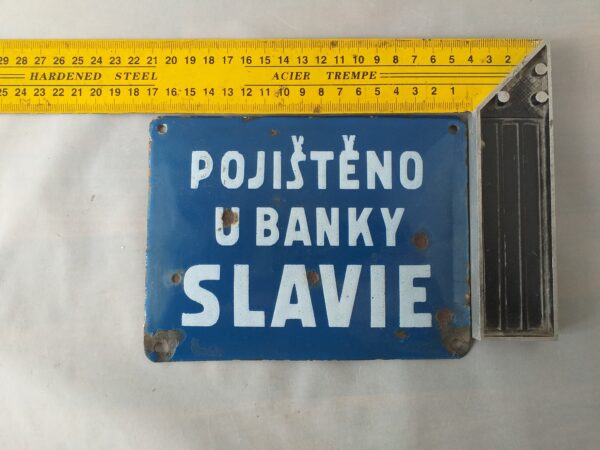 29 28 27 26 25 24 23 22 21 20 19 18 17 16 15 14 13 12 11 10 9 8 7 6 5 4 3 2
HARDENED STEEL ACIER TREMPE
25 24 23 22 21 20 19 18 17 16 15 14 13 12 11 10 9 8 7 6 5 4 3 2 1
POJIŠTĚNO
U BANKY
SLAVIE